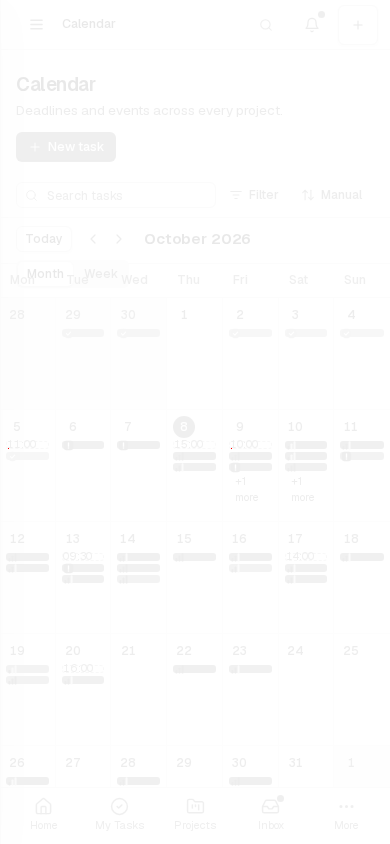 Calendar
Calendar
Deadlines and events across every project.
+ New task
Search tasks
Filter
Manual
Today
October 2026
Month
Week
Mon Tue Wed Thu Fri Sat Sun
28 29 30 1 2 3 4
5 6 7 8 9 10 11
11:00 15:00 10:00
+1 more
+1 more
12 13 14 15 16 17 18
09:30 14:00
19 20 21 22 23 24 25
16:00
26 27 28 29 30 31 1
Home My Tasks Projects Inbox More